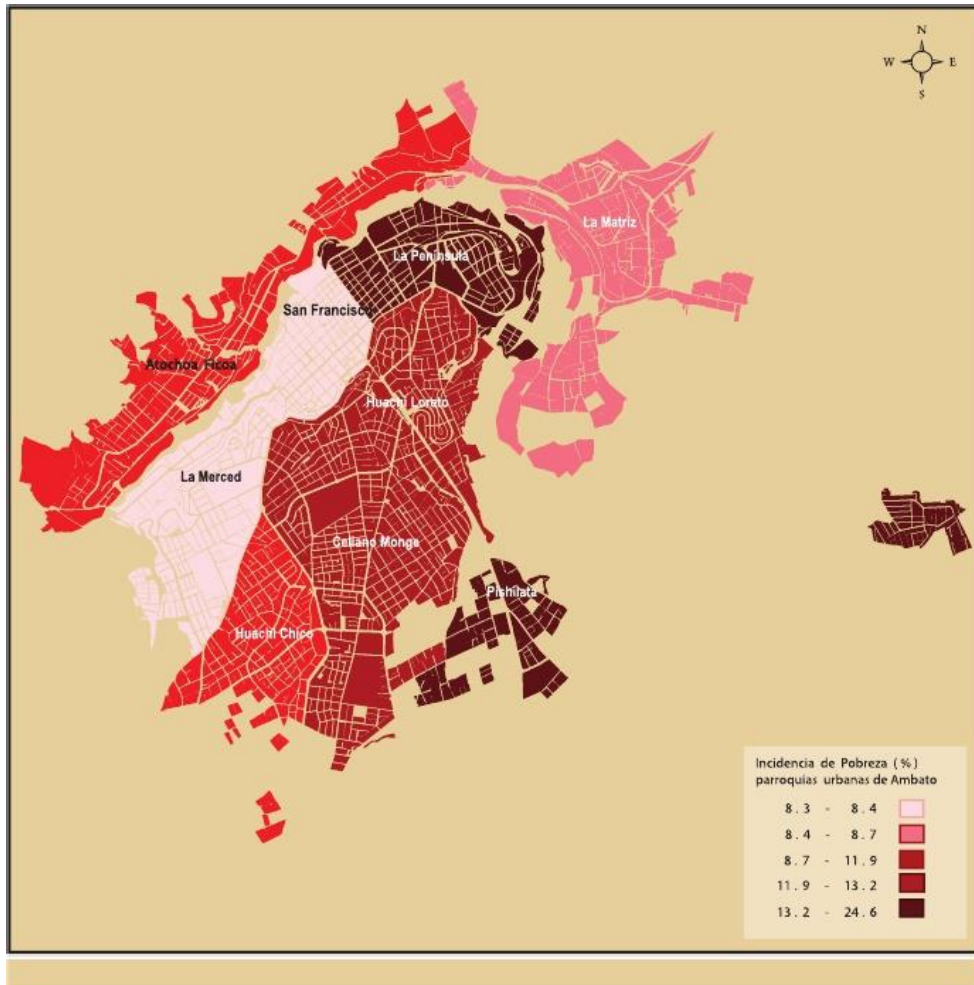 N
W E
S
La Matriz
La Península
San Francisco
Atochoa Ficoa
Huachi Loreto
La Merced
Celiano Monge
Pishilata
Huachi Chico
Incidencia de Pobreza (%)
parroquias urbanas de Ambato
8.3 - 8.4
8.4 - 8.7
8.7 - 11.9
11.9 - 13.2
13.2 - 24.6